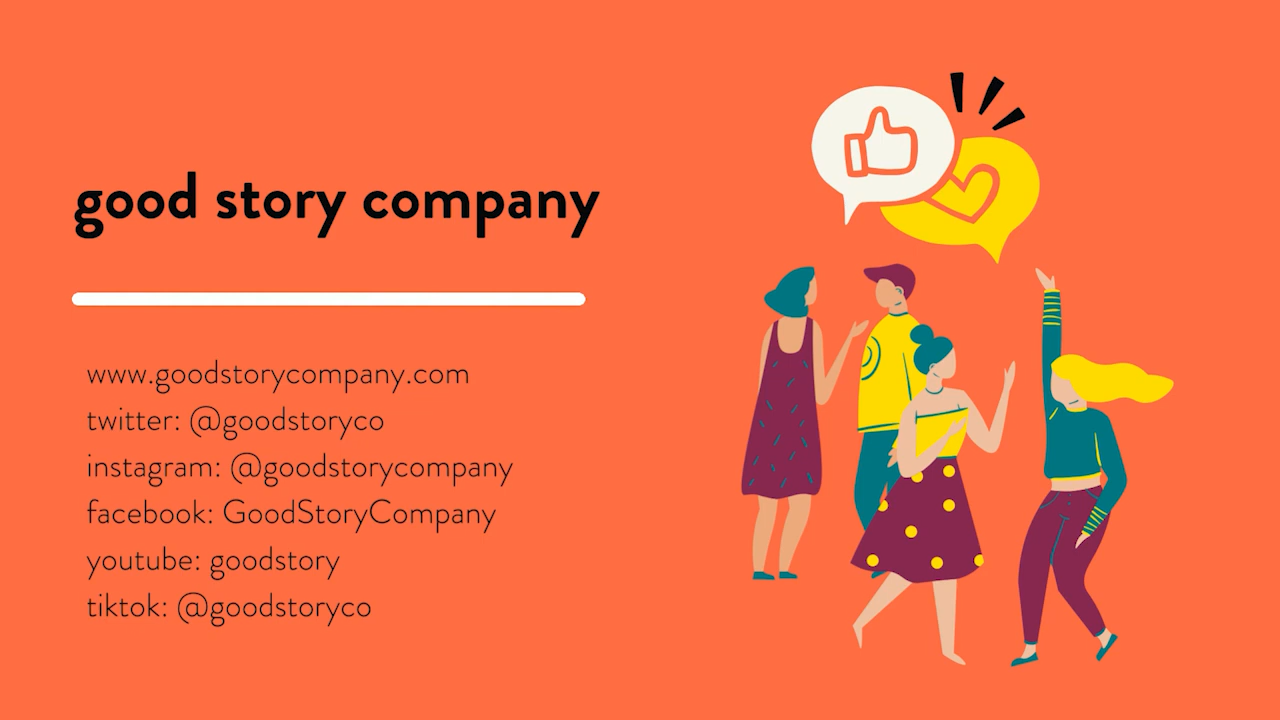 good story company
www.goodstorycompany.com
twitter: @goodstoryco
instagram: @goodstorycompany
facebook: GoodStoryCompany
youtube: goodstory
tiktok: @goodstoryco